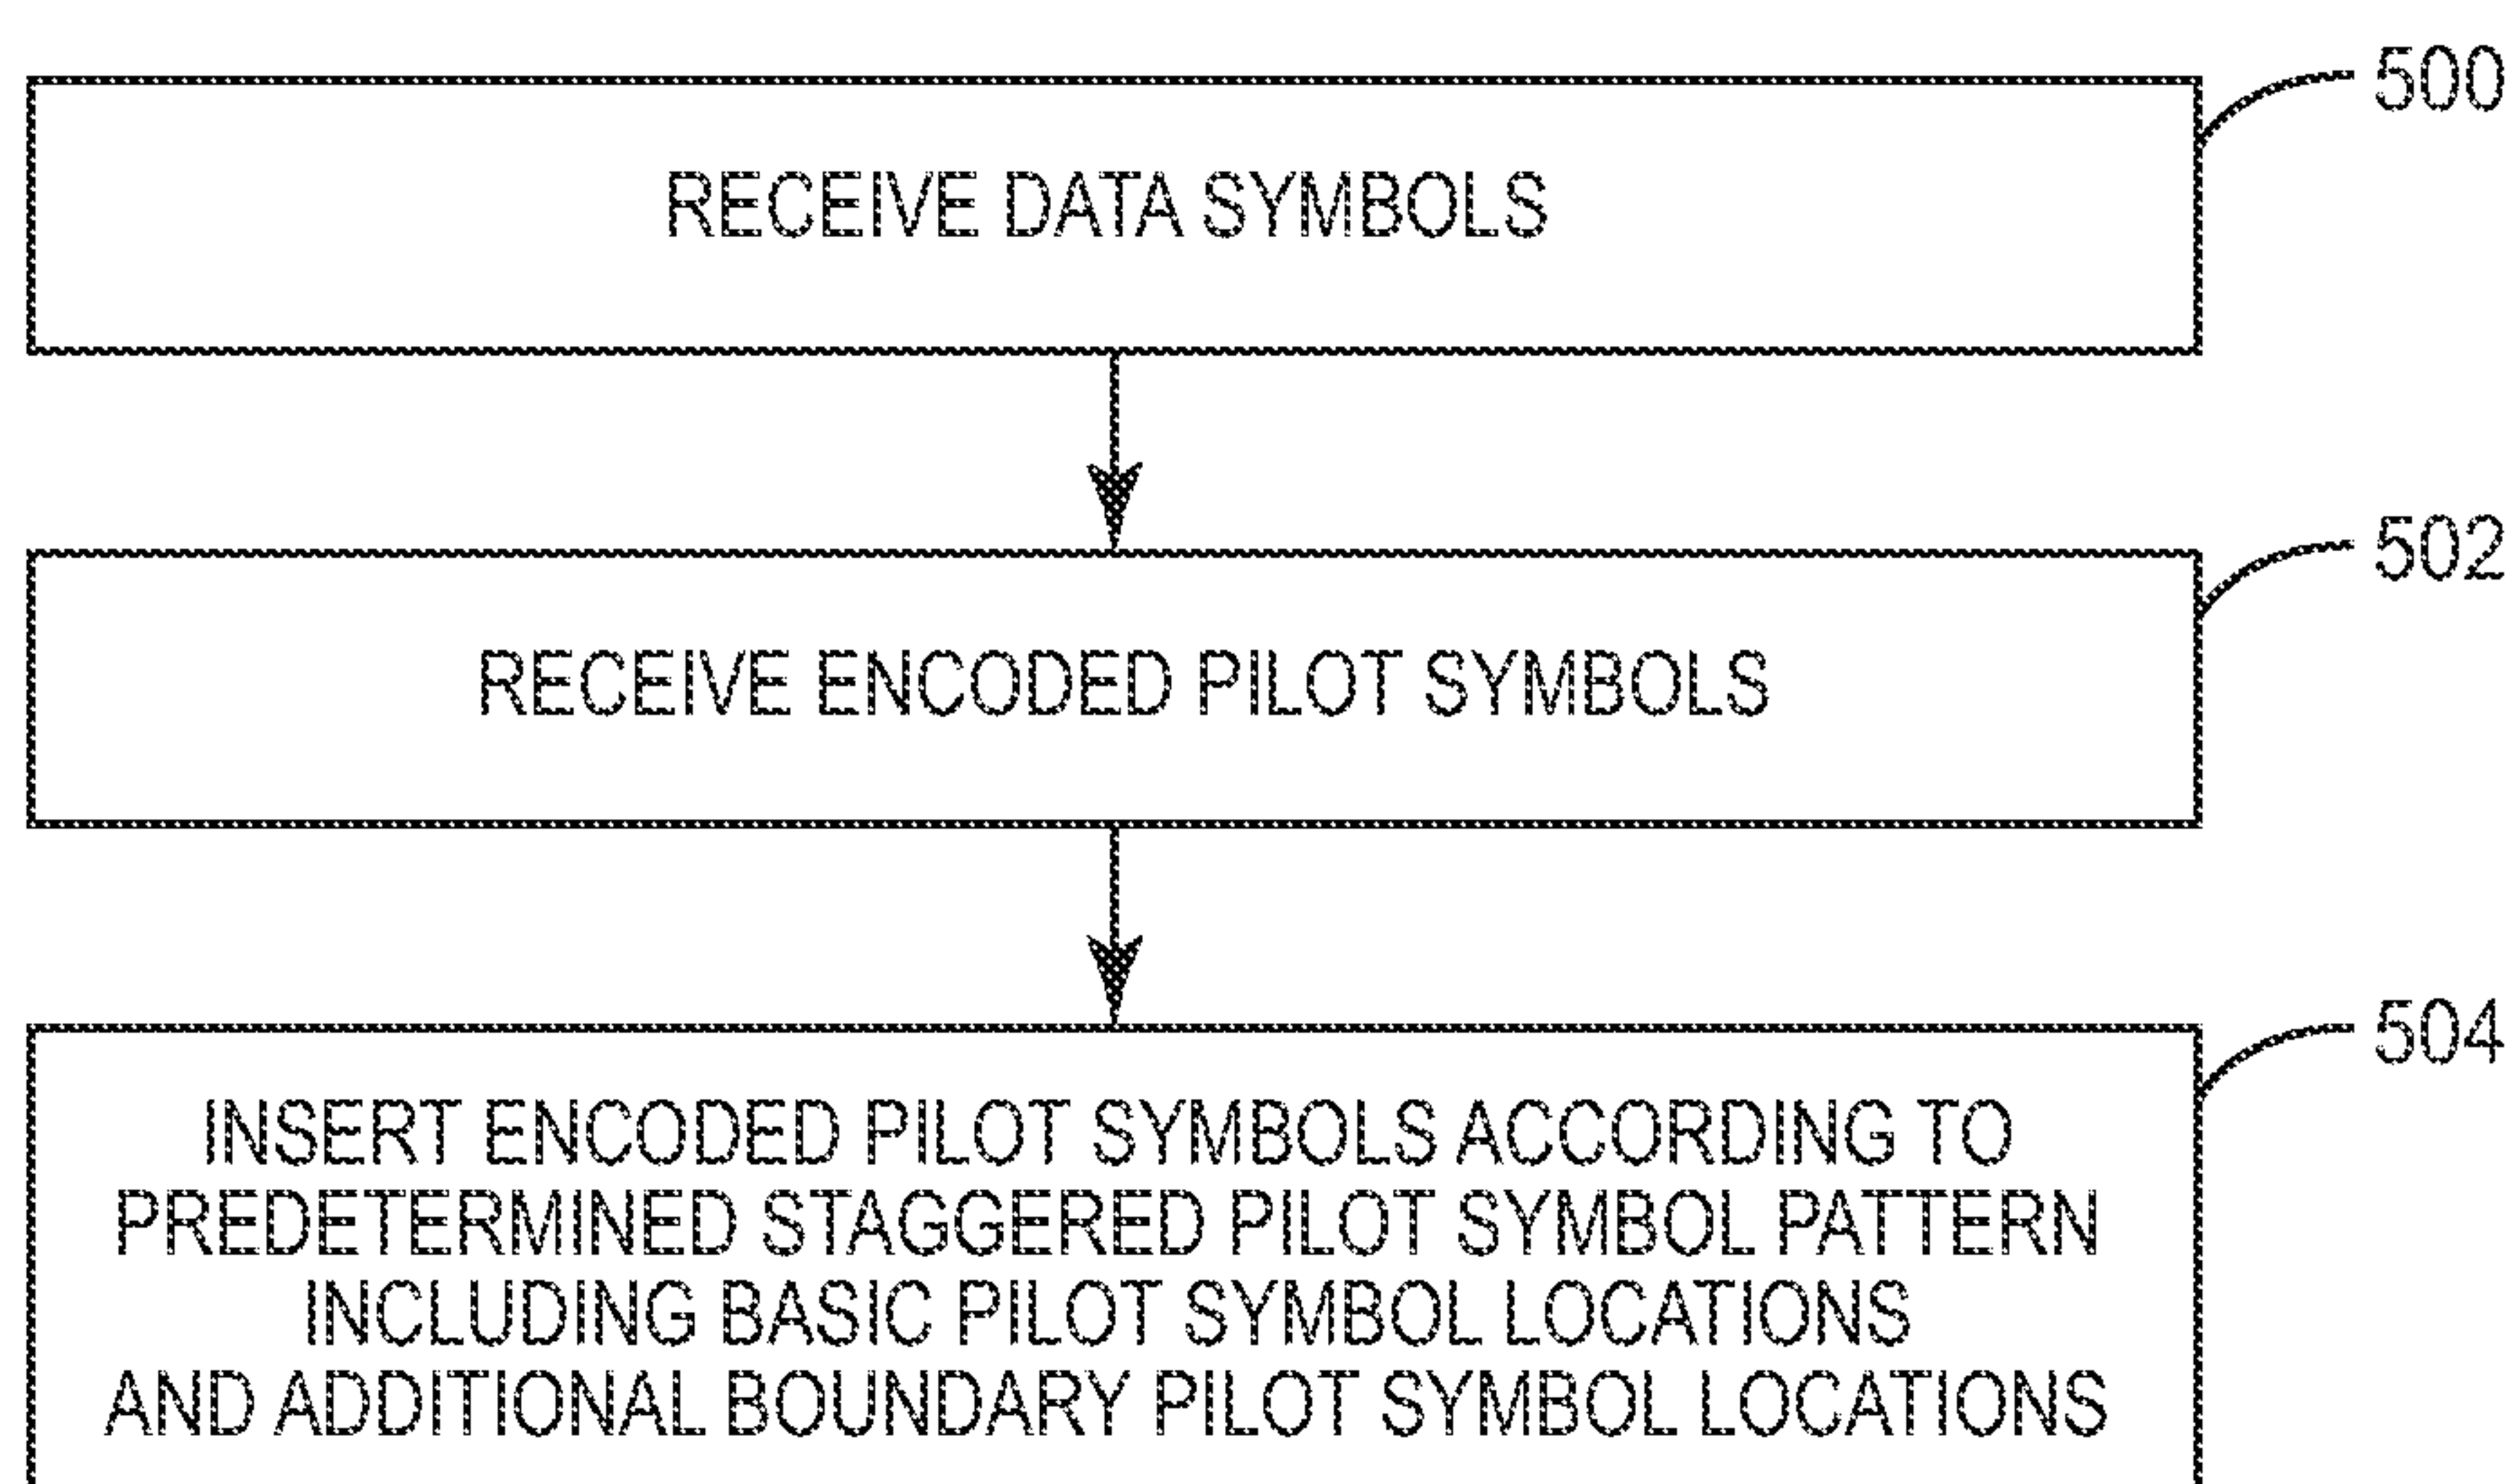 500
RECEIVE DATA SYMBOLS
502
RECEIVE ENCODED PILOT SYMBOLS
504
INSERT ENCODED PILOT SYMBOLS ACCORDING TO
PREDETERMINED STAGGERED PILOT SYMBOL PATTERN
INCLUDING BASIC PILOT SYMBOL LOCATIONS
AND ADDITIONAL BOUNDARY PILOT SYMBOL LOCATIONS